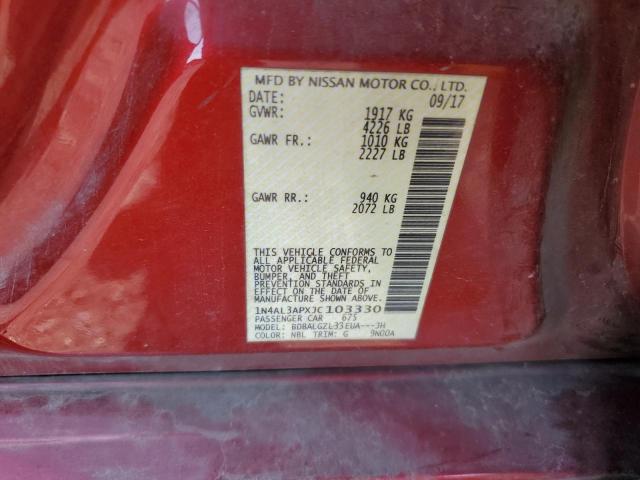 MFD BY NISSAN MOTOR CO., LTD.
DATE: 09/17
GVWR: 1917 KG
4226 LB
GAWR FR.: 1010 KG
2227 LB
GAWR RR.: 940 KG
2072 LB
THIS VEHICLE CONFORMS TO
ALL APPLICABLE FEDERAL
MOTOR VEHICLE SAFETY,
BUMPER, AND THEFT
PREVENTION STANDARDS IN
EFFECT ON THE DATE OF
MANUFACTURE SHOWN ABOVE.
1N4AL3APXJC103330
PASSENGER CAR 675
MODEL: BDBALGZL33EUA---JH
COLOR: NBL TRIM: G 9N00A